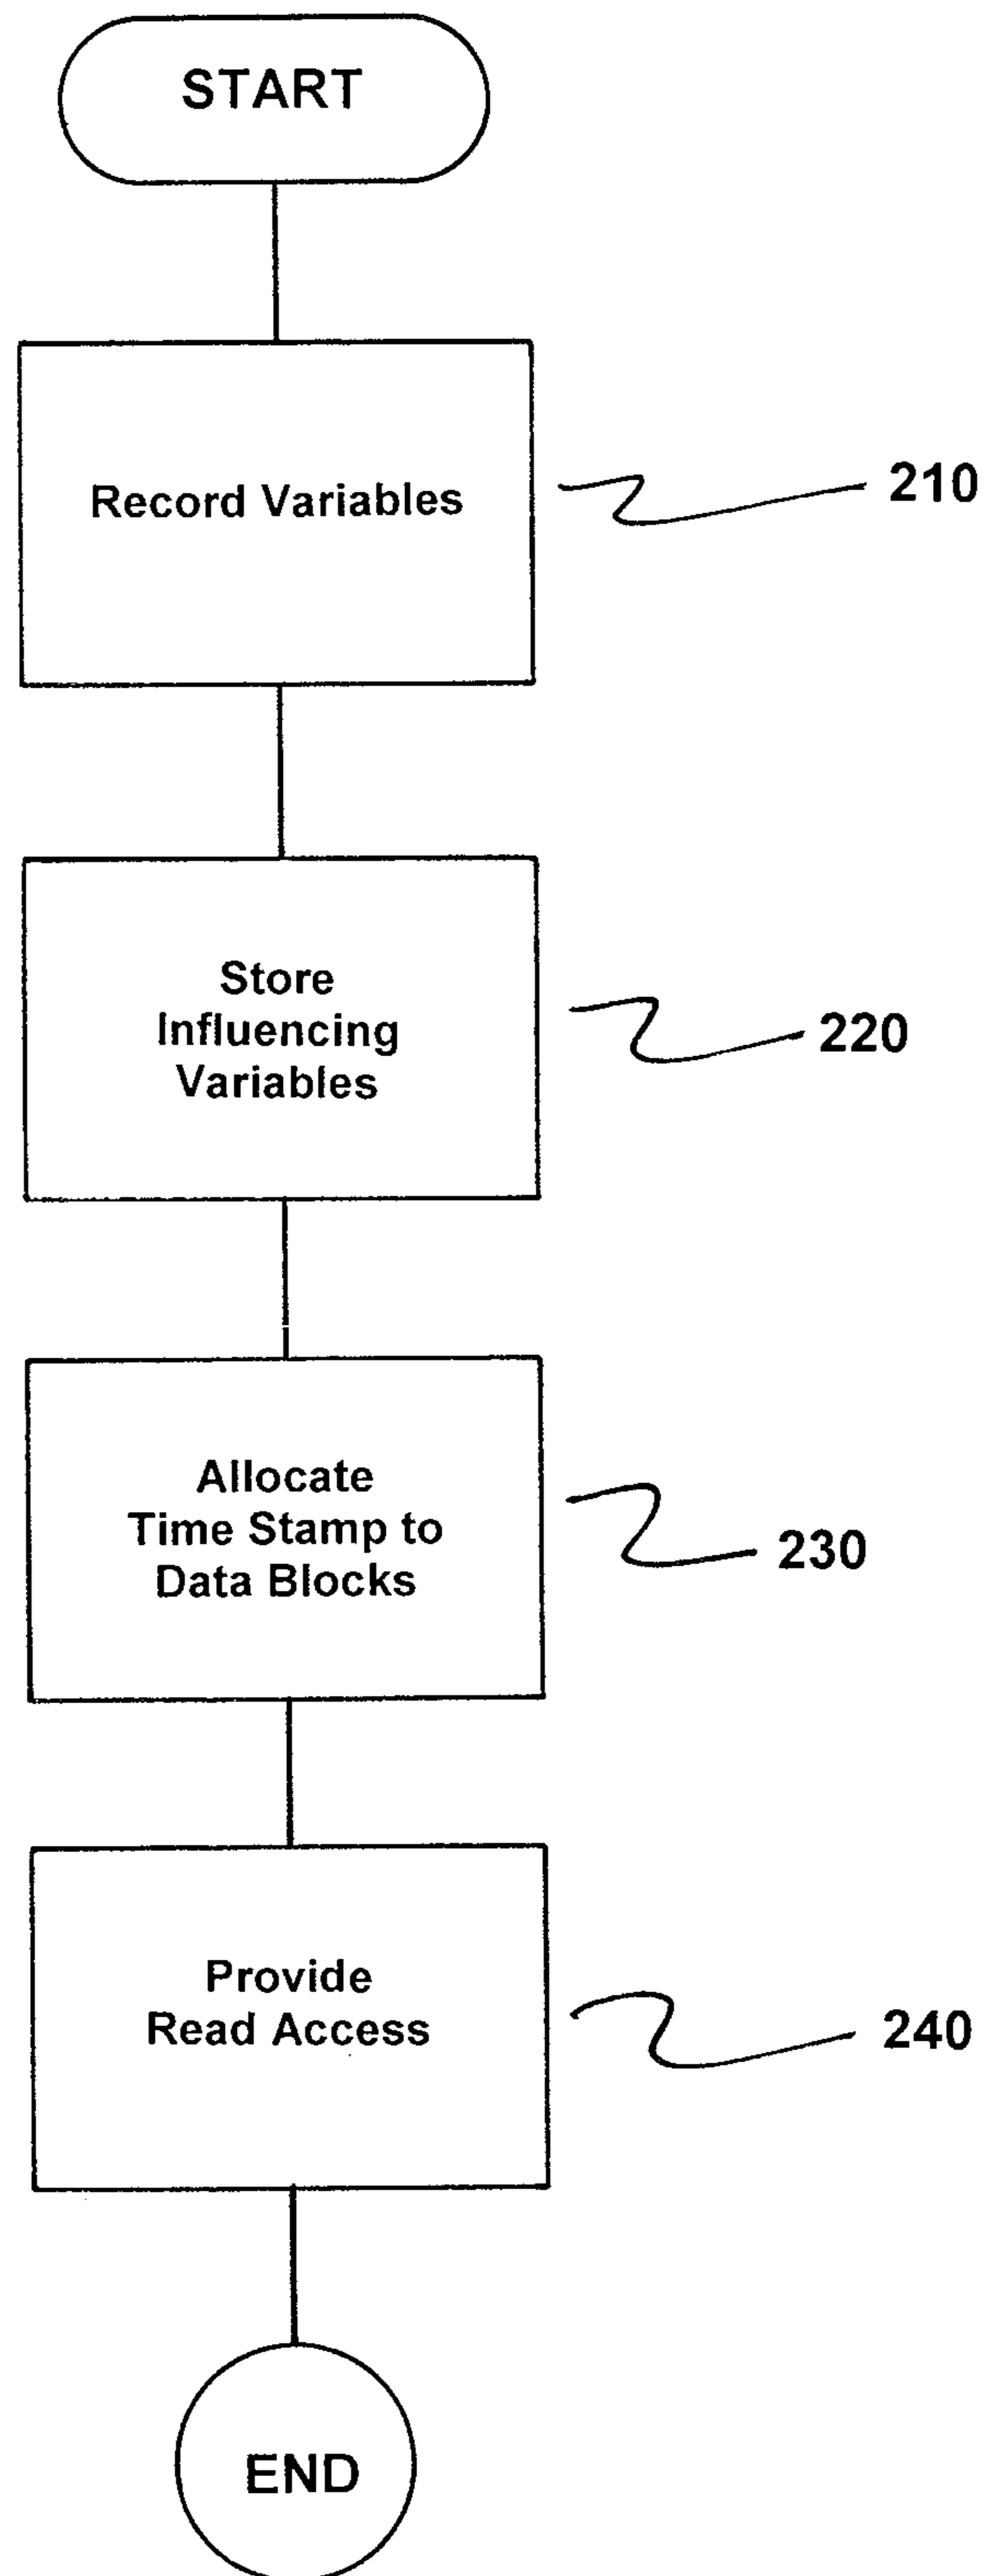 START
Record Variables
210
Store
Influencing
Variables
220
Allocate
Time Stamp to
Data Blocks
230
Provide
Read Access
240
END